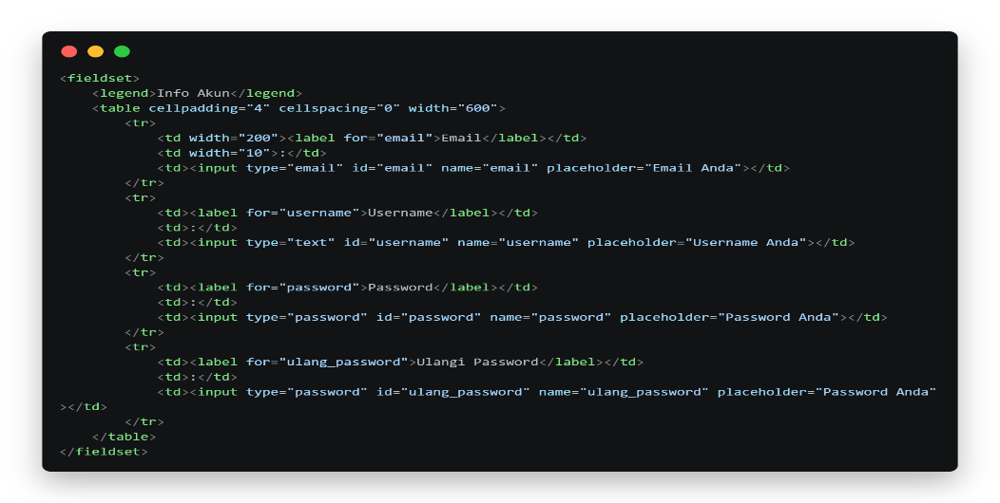 <fieldset>
    <legend>Info Akun</legend>
    <table cellpadding="4" cellspacing="0" width="600">
        <tr>
            <td width="200"><label for="email">Email</label></td>
            <td width="10">:</td>
            <td><input type="email" id="email" name="email" placeholder="Email Anda"></td>
        </tr>
        <tr>
            <td><label for="username">Username</label></td>
            <td>:</td>
            <td><input type="text" id="username" name="username" placeholder="Username Anda"></td>
        </tr>
        <tr>
            <td><label for="password">Password</label></td>
            <td>:</td>
            <td><input type="password" id="password" name="password" placeholder="Password Anda"></td>
        </tr>
        <tr>
            <td><label for="ulang_password">Ulangi Password</label></td>
            <td>:</td>
            <td><input type="password" id="ulang_password" name="ulang_password" placeholder="Password Anda"
></td>
        </tr>
    </table>
</fieldset>